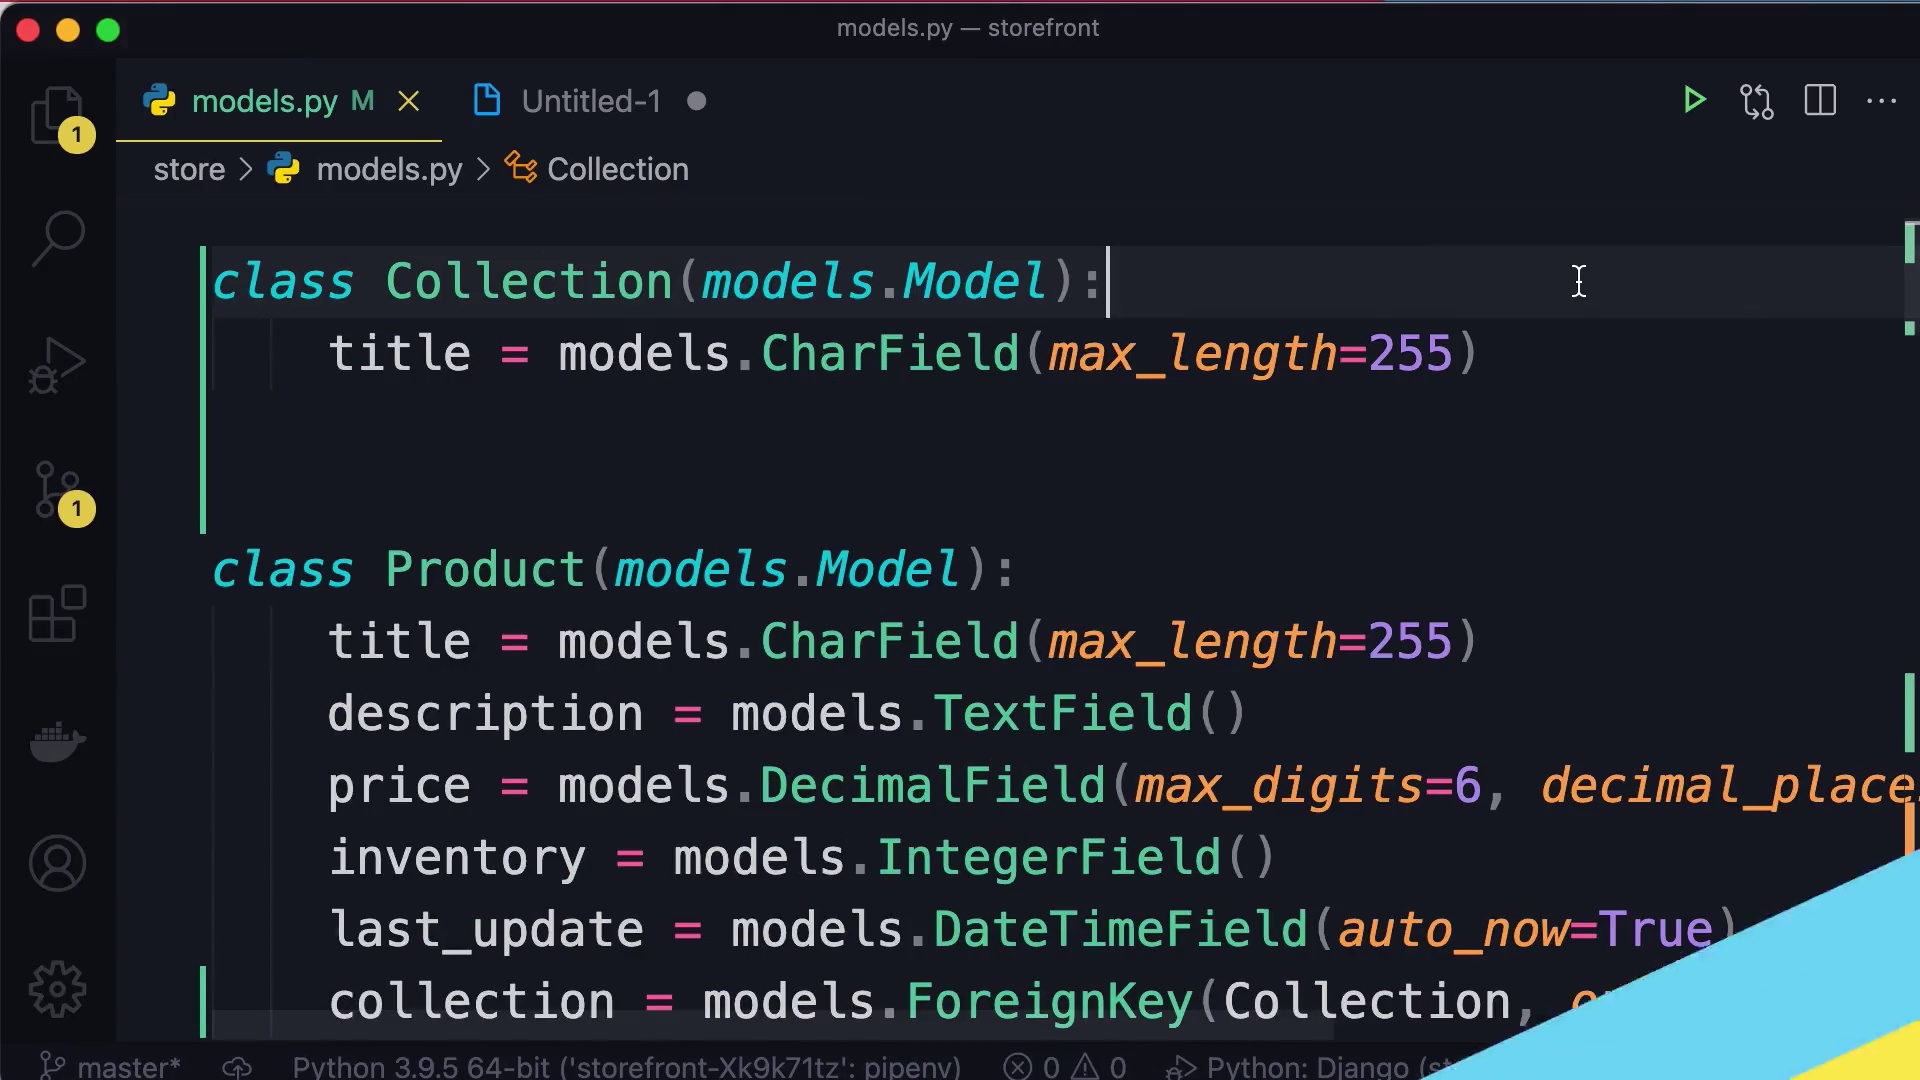 models.py — storefront
models.py M Untitled-1
1
store > models.py > Collection
class Collection(models.Model):
title = models.CharField(max_length=255)
1
class Product(models.Model):
title = models.CharField(max_length=255)
description = models.TextField()
price = models.DecimalField(max_digits=6, decimal_place
inventory = models.IntegerField()
last_update = models.DateTimeField(auto_now=True)
collection = models.ForeignKey(Collection,
master* Python 3.9.5 64-bit ('storefront-Xk9k71tz': pipenv) 0 0 Python: Django